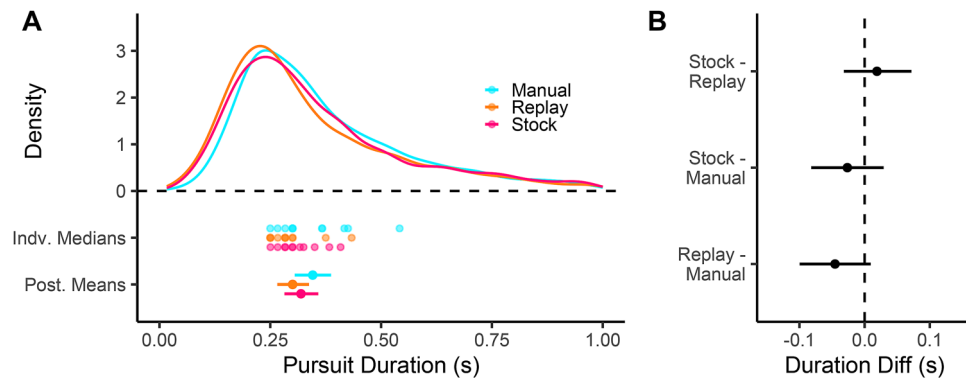 A
Density
3
2
1
0
Manual
Replay
Stock
Indv. Medians
Post. Means
0.00 0.25 0.50 0.75 1.00
Pursuit Duration (s)
B
Stock -
Replay
Stock -
Manual
Replay -
Manual
-0.1 0.0 0.1
Duration Diff (s)